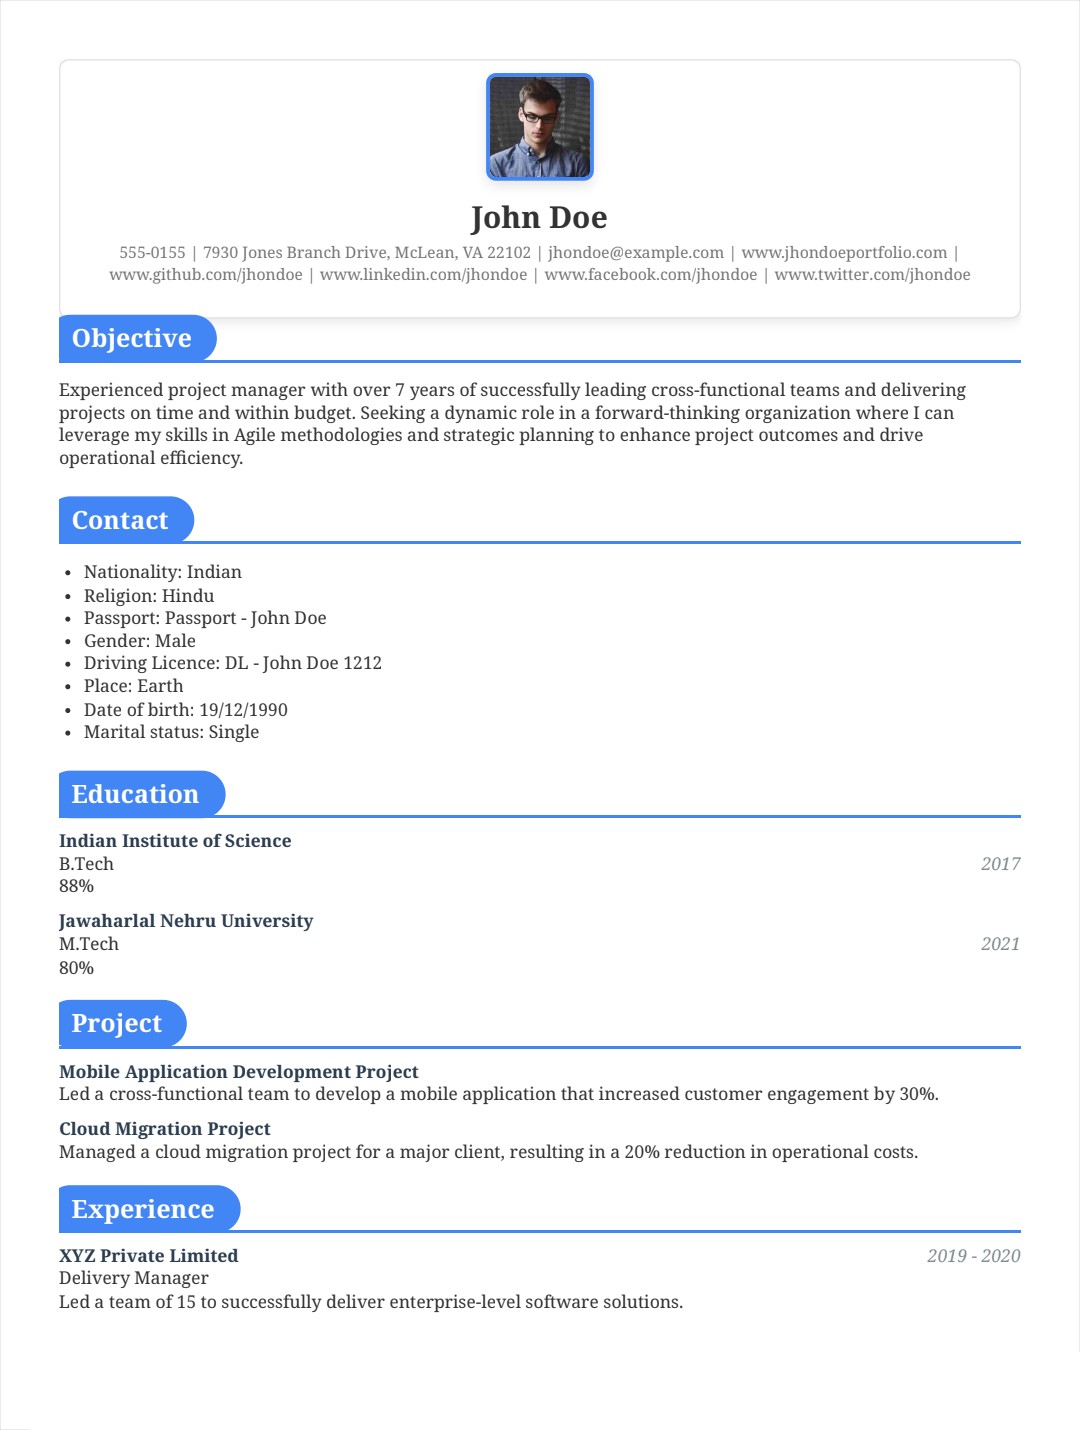 John Doe
555-0155 | 7930 Jones Branch Drive, McLean, VA 22102 | jhondoe@example.com | www.jhondoeportfolio.com |
www.github.com/jhondoe | www.linkedin.com/jhondoe | www.facebook.com/jhondoe | www.twitter.com/jhondoe
Objective
Experienced project manager with over 7 years of successfully leading cross-functional teams and delivering
projects on time and within budget. Seeking a dynamic role in a forward-thinking organization where I can
leverage my skills in Agile methodologies and strategic planning to enhance project outcomes and drive
operational efficiency.
Contact
• Nationality: Indian
• Religion: Hindu
• Passport: Passport - John Doe
• Gender: Male
• Driving Licence: DL - John Doe 1212
• Place: Earth
• Date of birth: 19/12/1990
• Marital status: Single
Education
Indian Institute of Science
B.Tech 2017
88%
Jawaharlal Nehru University
M.Tech 2021
80%
Project
Mobile Application Development Project
Led a cross-functional team to develop a mobile application that increased customer engagement by 30%.
Cloud Migration Project
Managed a cloud migration project for a major client, resulting in a 20% reduction in operational costs.
Experience
XYZ Private Limited 2019 - 2020
Delivery Manager
Led a team of 15 to successfully deliver enterprise-level software solutions.